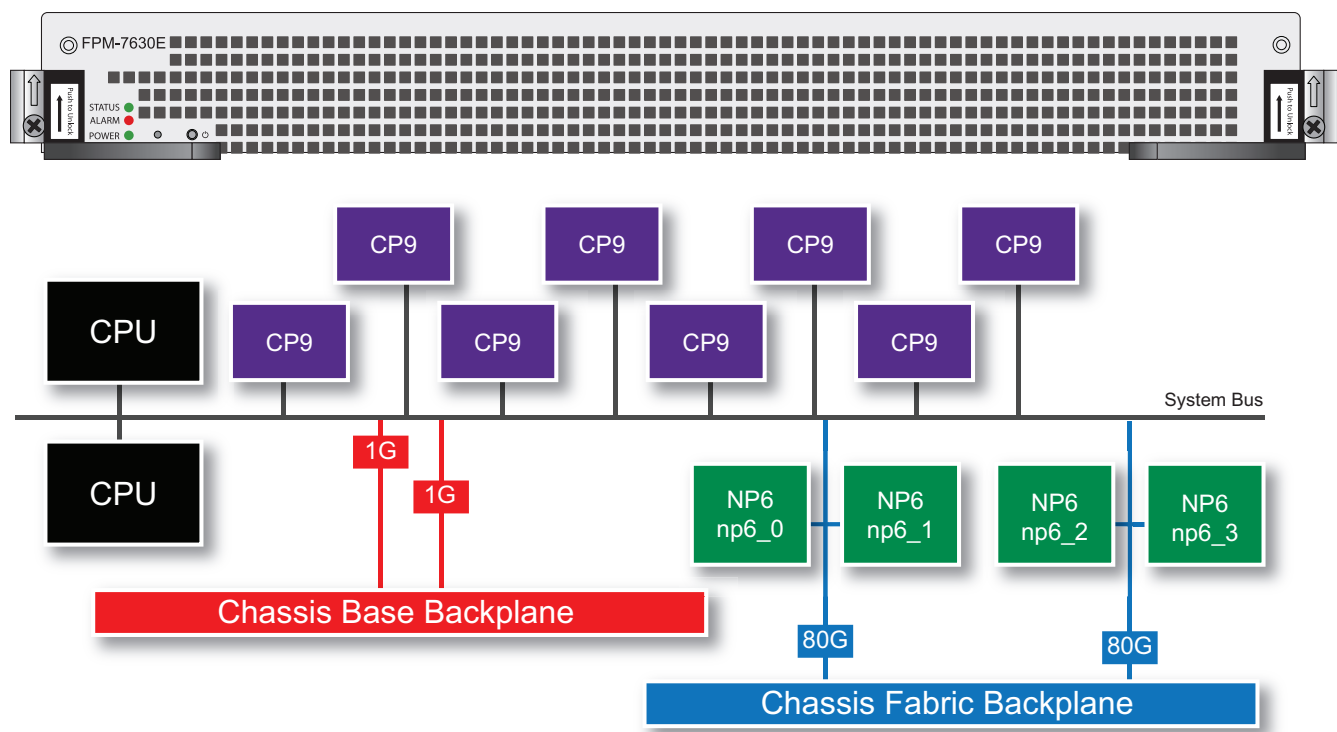 FPM-7630E
Push to Unlock
Push to Unlock
STATUS
ALARM
POWER
CP9 CP9 CP9 CP9
CPU
CP9 CP9 CP9 CP9
System Bus
CPU
1G
1G
NP6 NP6 NP6 NP6
np6_0 np6_1 np6_2 np6_3
Chassis Base Backplane
80G 80G
Chassis Fabric Backplane